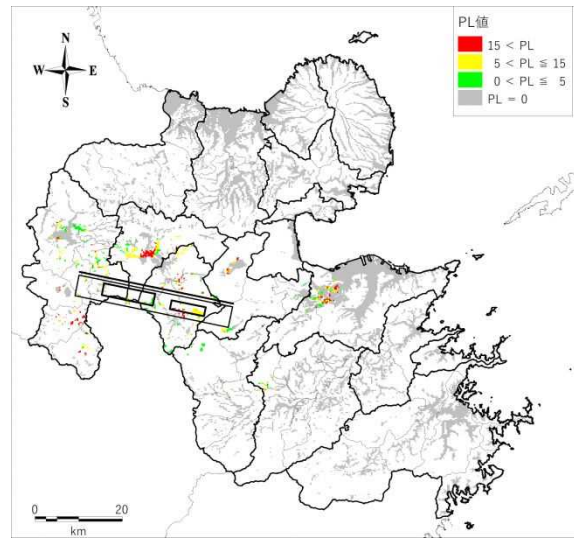 PL値
15 < PL
5 < PL ≦ 15
0 < PL ≦ 5
PL = 0
N
W E
S
0 20
km